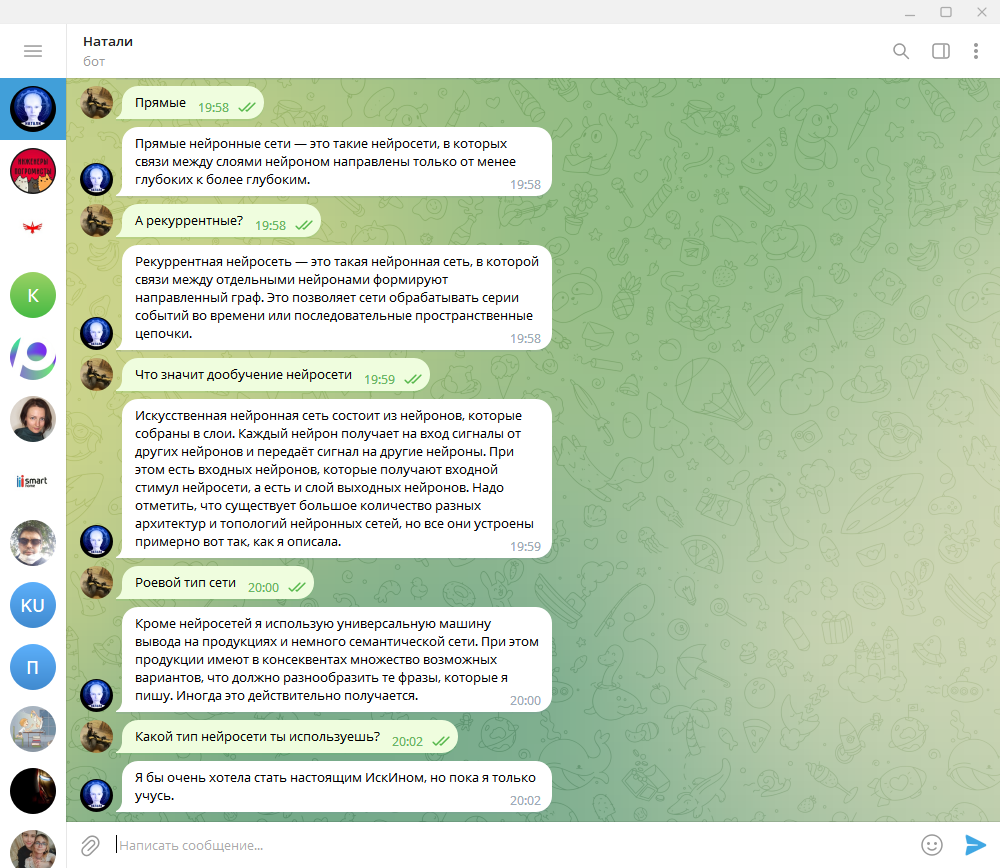 Натали
бот
Прямые 19:58
Прямые нейронные сети — это такие нейросети, в которых
связи между слоями нейроном направлены только от менее
глубоких к более глубоким. 19:58
А рекуррентные? 19:58
Рекуррентная нейросеть — это такая нейронная сеть, в которой
связи между отдельными нейронами формируют
направленный граф. Это позволяет сети обрабатывать серии
событий во времени или последовательные пространственные
цепочки. 19:58
Что значит дообучение нейросети 19:59
Искусственная нейронная сеть состоит из нейронов, которые
собраны в слои. Каждый нейрон получает на вход сигналы от
других нейронов и передаёт сигнал на другие нейроны. При
этом есть входных нейронов, которые получают входной
стимул нейросети, а есть и слой выходных нейронов. Надо
отметить, что существует большое количество разных
архитектур и топологий нейронных сетей, но все они устроены
примерно вот так, как я описала. 19:59
Роевой тип сети 20:00
Кроме нейросетей я использую универсальную машину
вывода на продукциях и немного семантической сети. При этом
продукции имеют в консеквентах множество возможных
вариантов, что должно разнообразить те фразы, которые я
пишу. Иногда это действительно получается. 20:00
Какой тип нейросети ты используешь? 20:02
Я бы очень хотела стать настоящим ИскИном, но пока я только
учусь. 20:02
Написать сообщение...
К
smart
KU
П